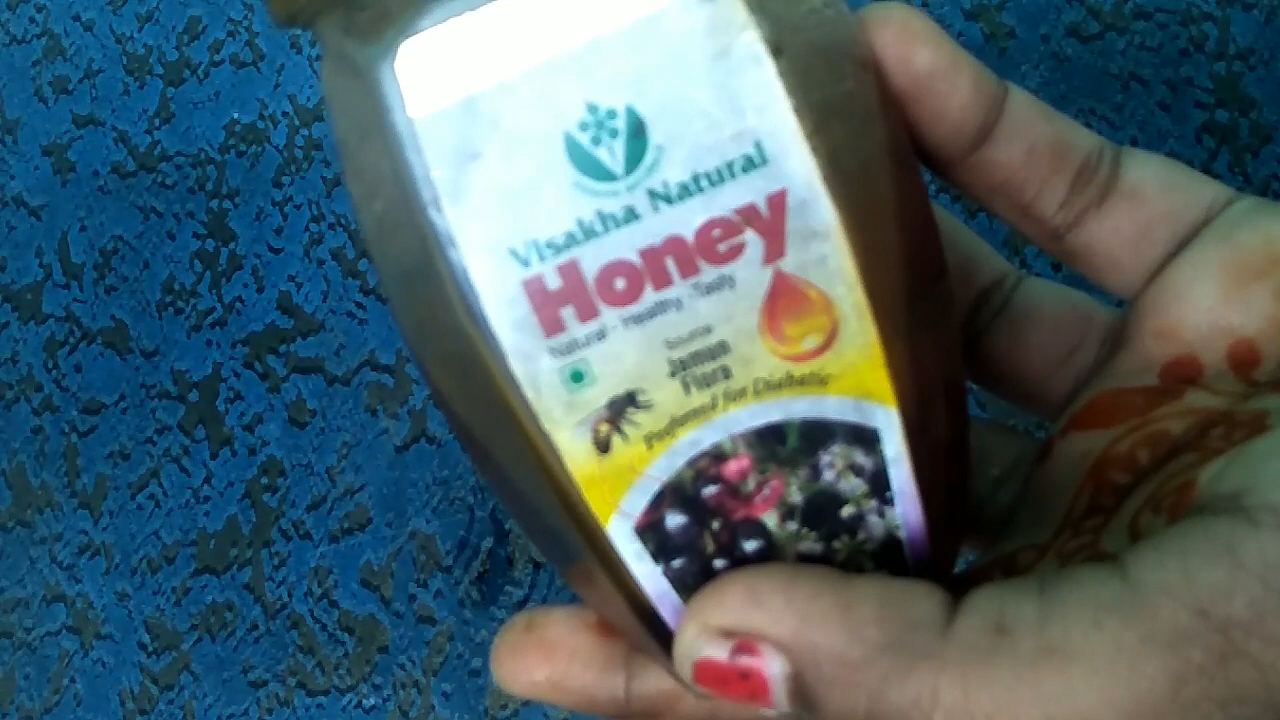 Visakha Natural
Honey
Natural - Healthy - Tasty
Source
Jamun
Flora
Preferred for Diabetic